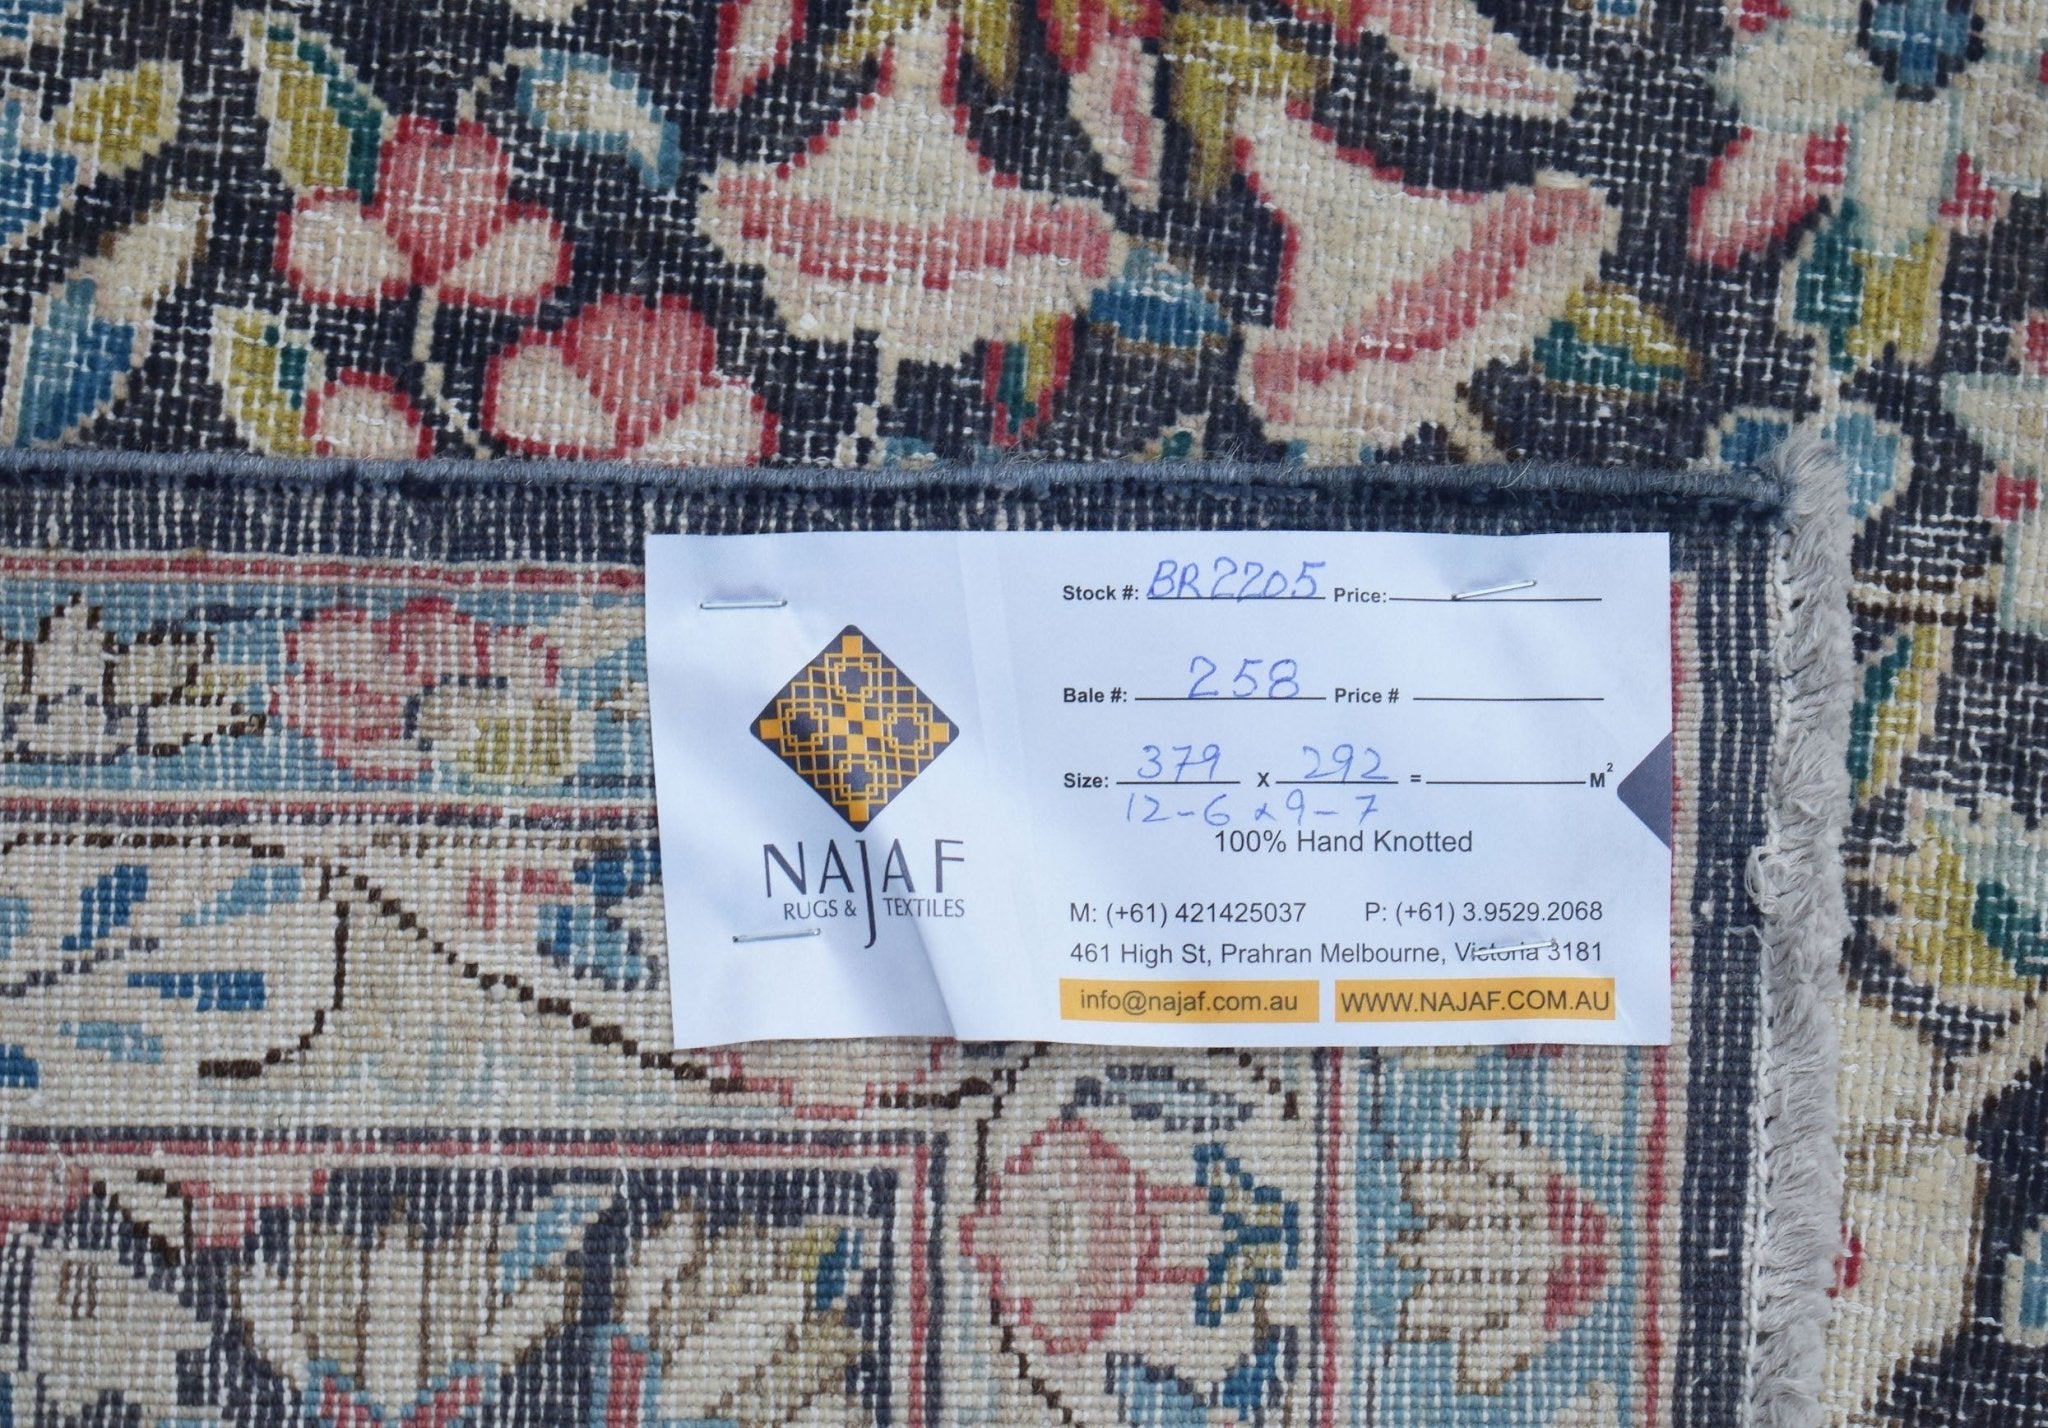 Stock #: BR2205 Price:
Bale #: 258 Price #
Size: 379 X 292 = M²
12-6 x 9-7
100% Hand Knotted
NAJAF
RUGS & TEXTILES
M: (+61) 421425037 P: (+61) 3.9529.2068
461 High St, Prahran Melbourne, Victoria 3181
info@najaf.com.au WWW.NAJAF.COM.AU